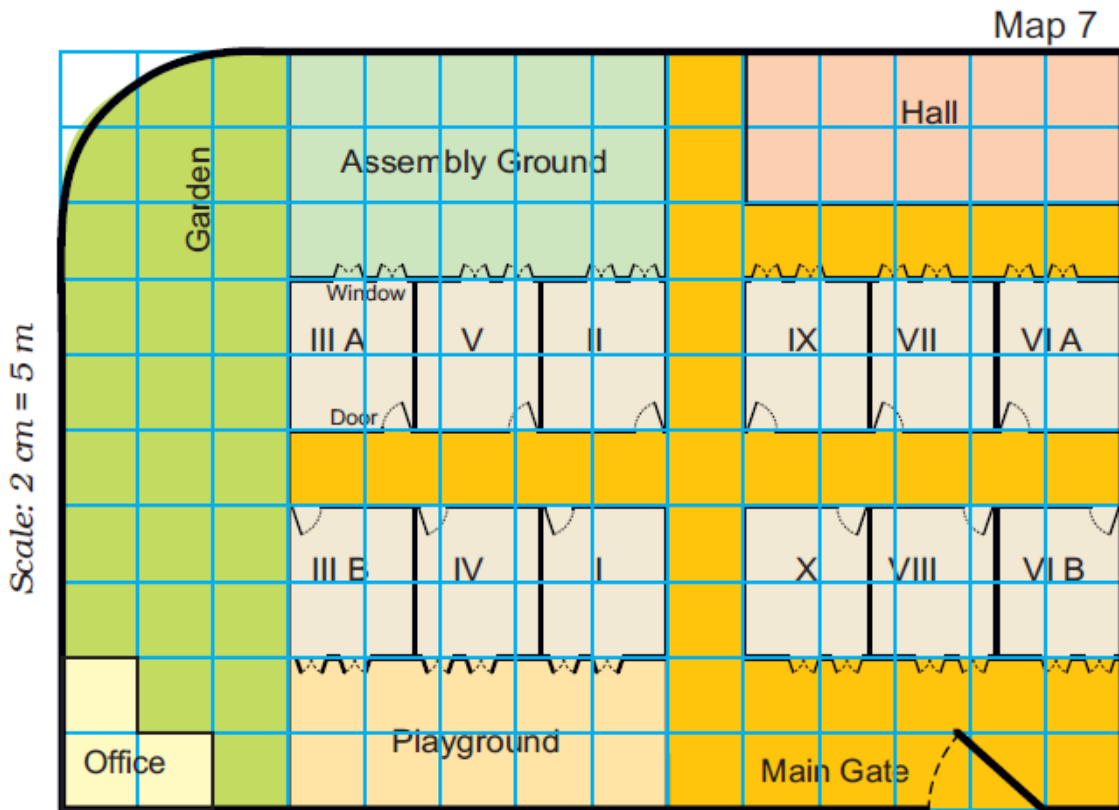 Map 7
Hall
Assembly Ground
Garden
Window
III A
V
II
IX
VII
VI A
Door
Scale: 2 cm = 5 m
III B
IV
I
X
VIII
VI B
Playground
Office
Main Gate